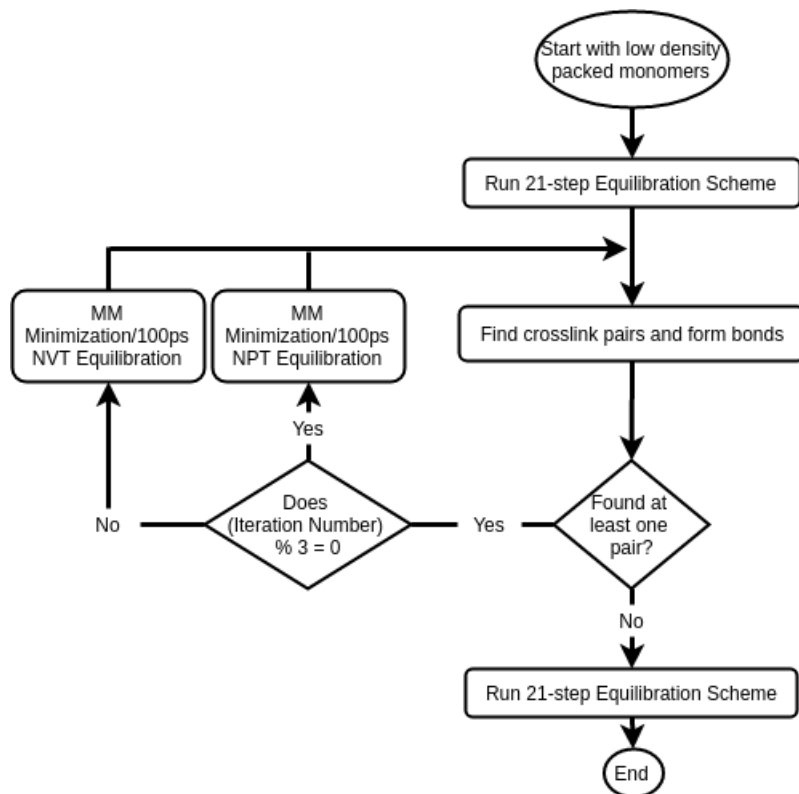 Start with low density
packed monomers
Run 21-step Equilibration Scheme
MM
Minimization/100ps
NVT Equilibration
MM
Minimization/100ps
NPT Equilibration
Find crosslink pairs and form bonds
Yes
Does
(Iteration Number)
% 3 = 0
No
Yes
Found at
least one
pair?
No
Run 21-step Equilibration Scheme
End